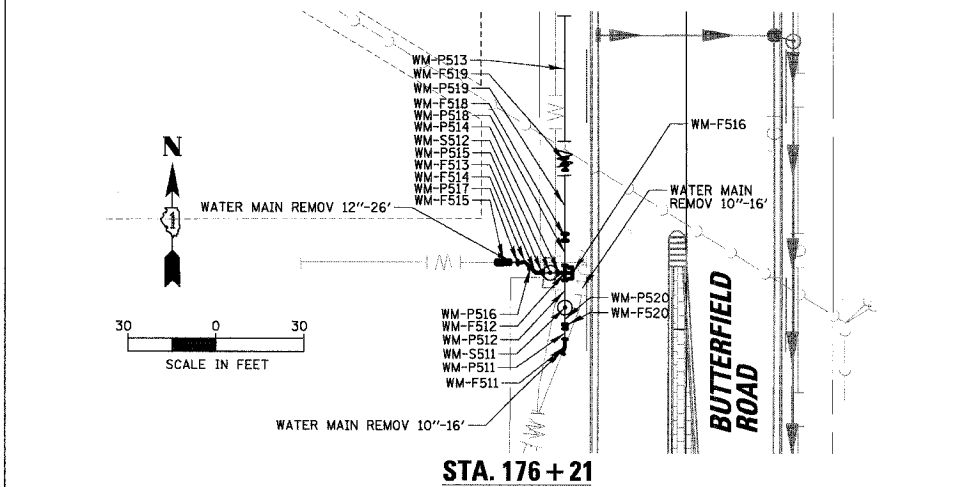 WM-P513
WM-F519
WM-P519
WM-F518
WM-P518
WM-P514
WM-S512
WM-P515
WM-F513
WM-F514
WM-P517
WM-F515
WM-F516
N
WATER MAIN REMOV 12"-26'
WATER MAIN
REMOV 10"-16'
30 0 30
SCALE IN FEET
WM-P516
WM-F512
WM-P512
WM-S511
WM-P511
WM-F511
WM-P520
WM-F520
BUTTERFIELD
ROAD
WATER MAIN REMOV 10"-16'
STA. 176+21